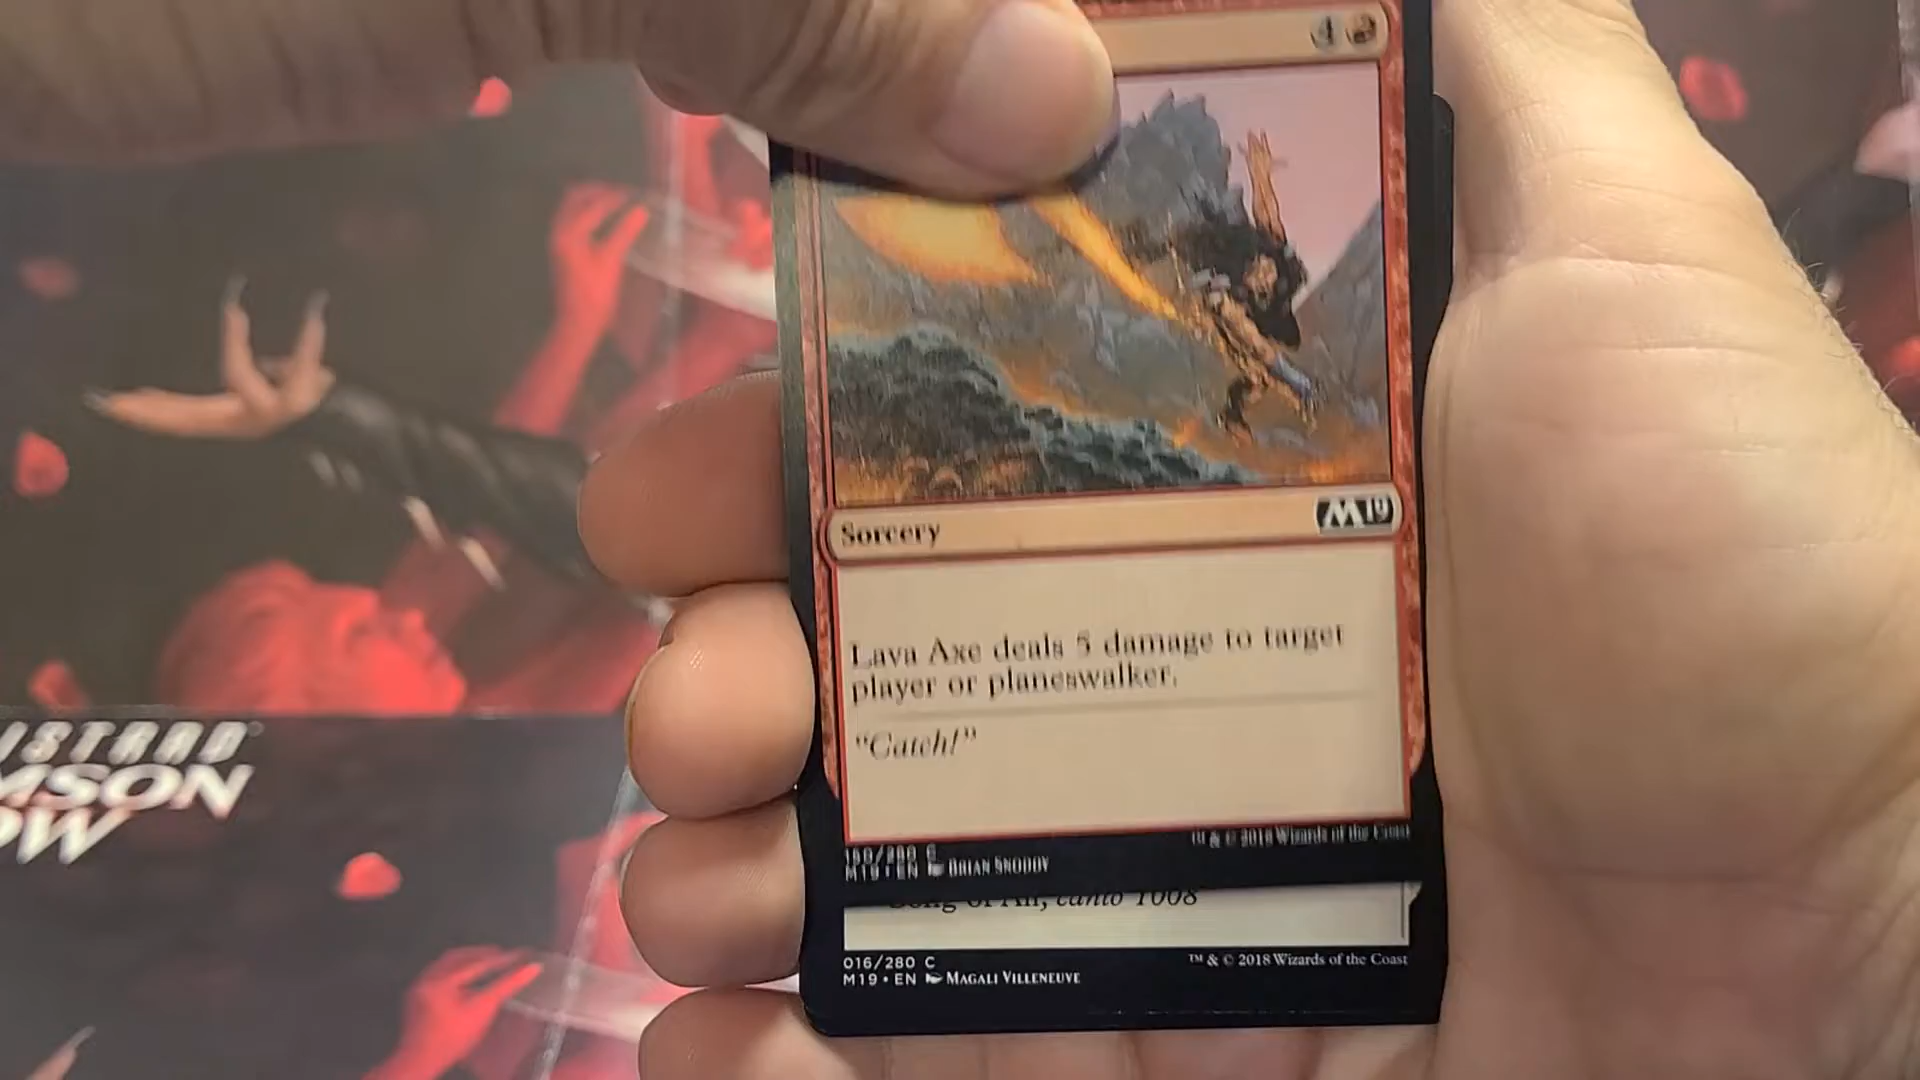 4
Sorcery
M19
Lava Axe deals 5 damage to target
player or planeswalker.
"Catch!"
™ & © 2018 Wizards of the Coast
M19 • EN BRIAN SNODDY
Song of All, canto 1008
016/280 C
™ & © 2018 Wizards of the Coast
M19 • EN MAGALI VILLENEUVE